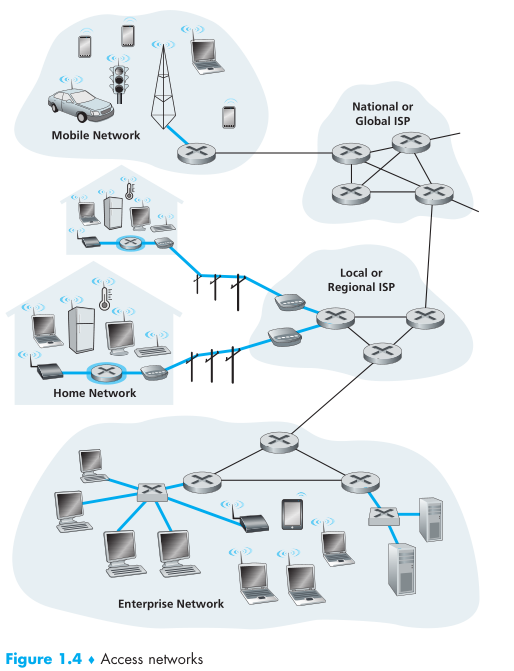 National or
Global ISP
Mobile Network
Local or
Regional ISP
Home Network
Enterprise Network
Figure 1.4 ♦ Access networks